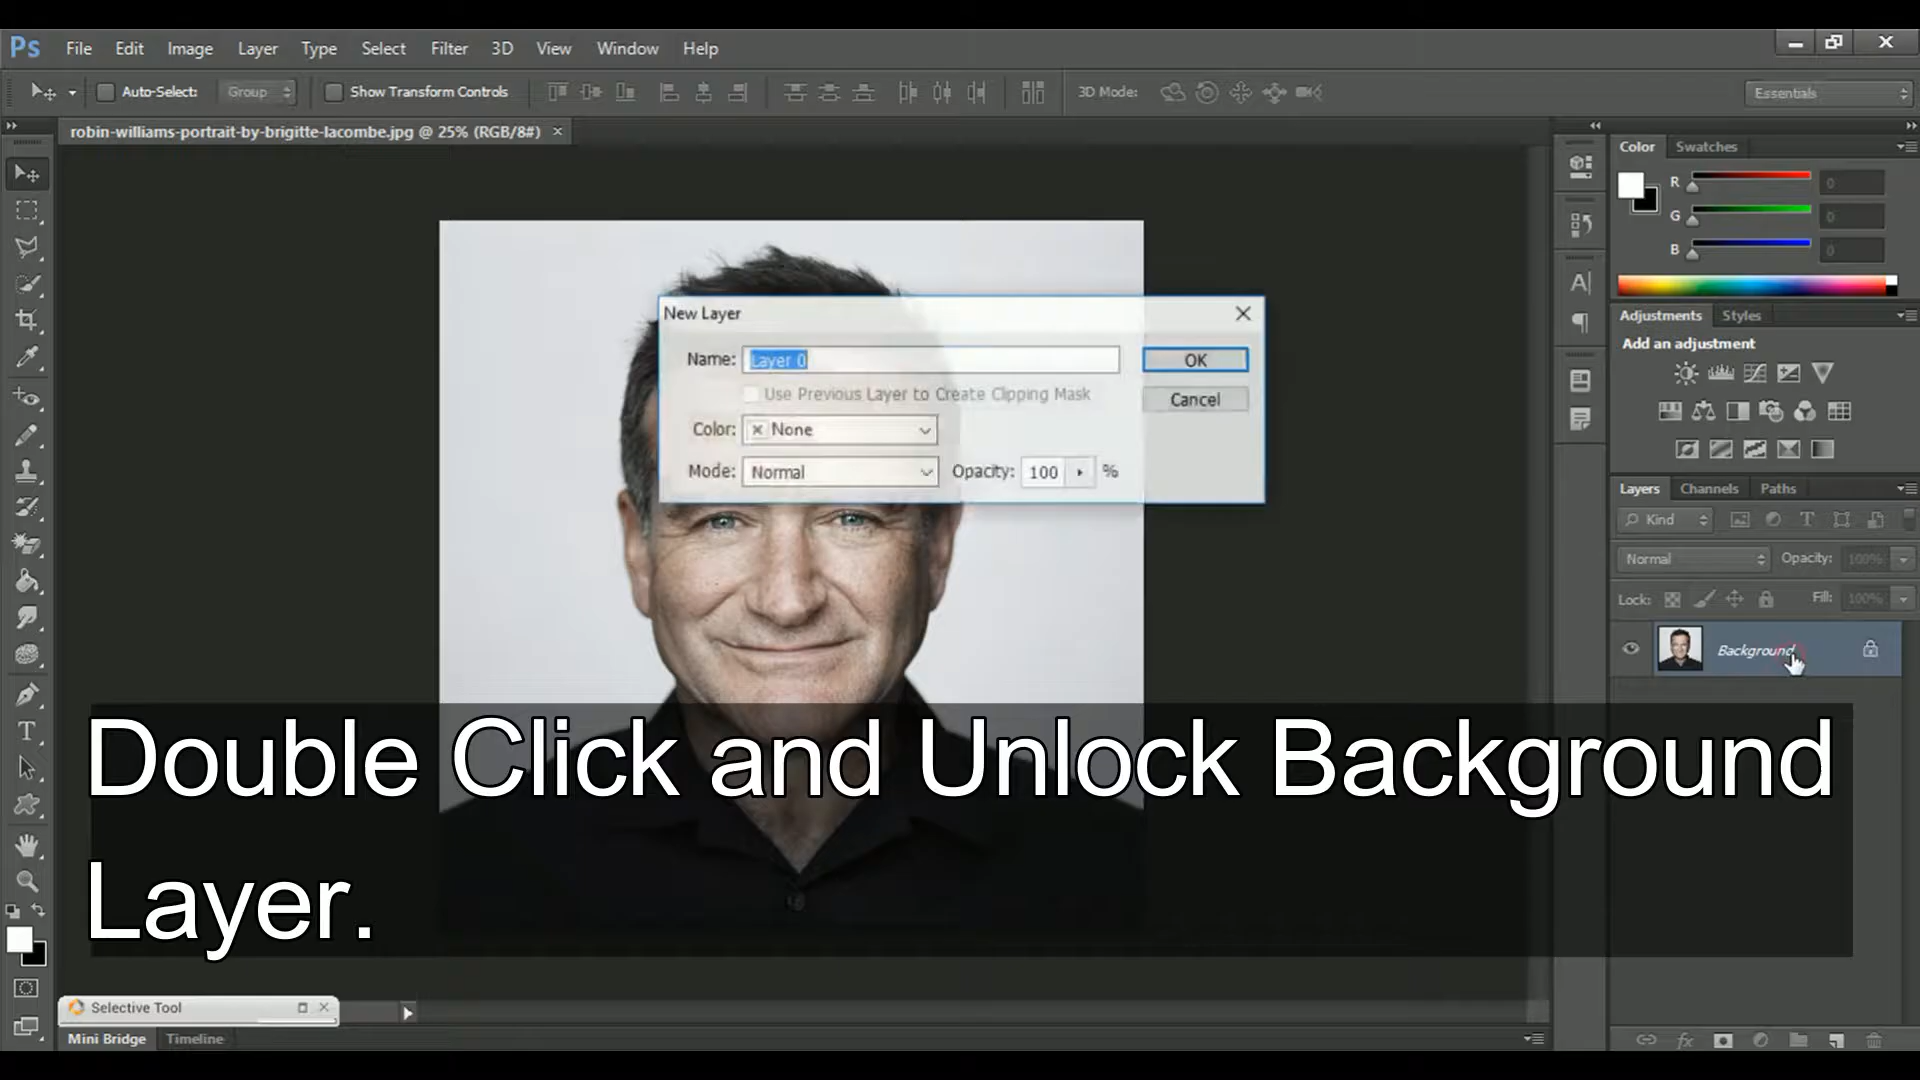 Ps File Edit Image Layer Type Select Filter 3D View Window Help
Auto-Select: Group Show Transform Controls 3D Mode: Essentials
robin-williams-portrait-by-brigitte-lacombe.jpg @ 25% (RGB/8#) ×
Color Swatches
R 0
G 0
B 0
Adjustments Styles
Add an adjustment
New Layer
Name: Layer 0 OK
Use Previous Layer to Create Clipping Mask
Cancel
Color: None
Mode: Normal Opacity: 100 %
Layers Channels Paths
Kind
Normal Opacity: 100%
Lock: Fill: 100%
Background
Double Click and Unlock Background
Layer.
Selective Tool
Mini Bridge Timeline